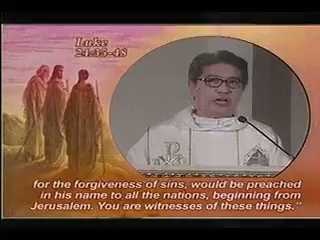 Luke
24:35-48
for the forgiveness of sins, would be preached
in his name to all the nations, beginning from
Jerusalem. You are witnesses of these things."